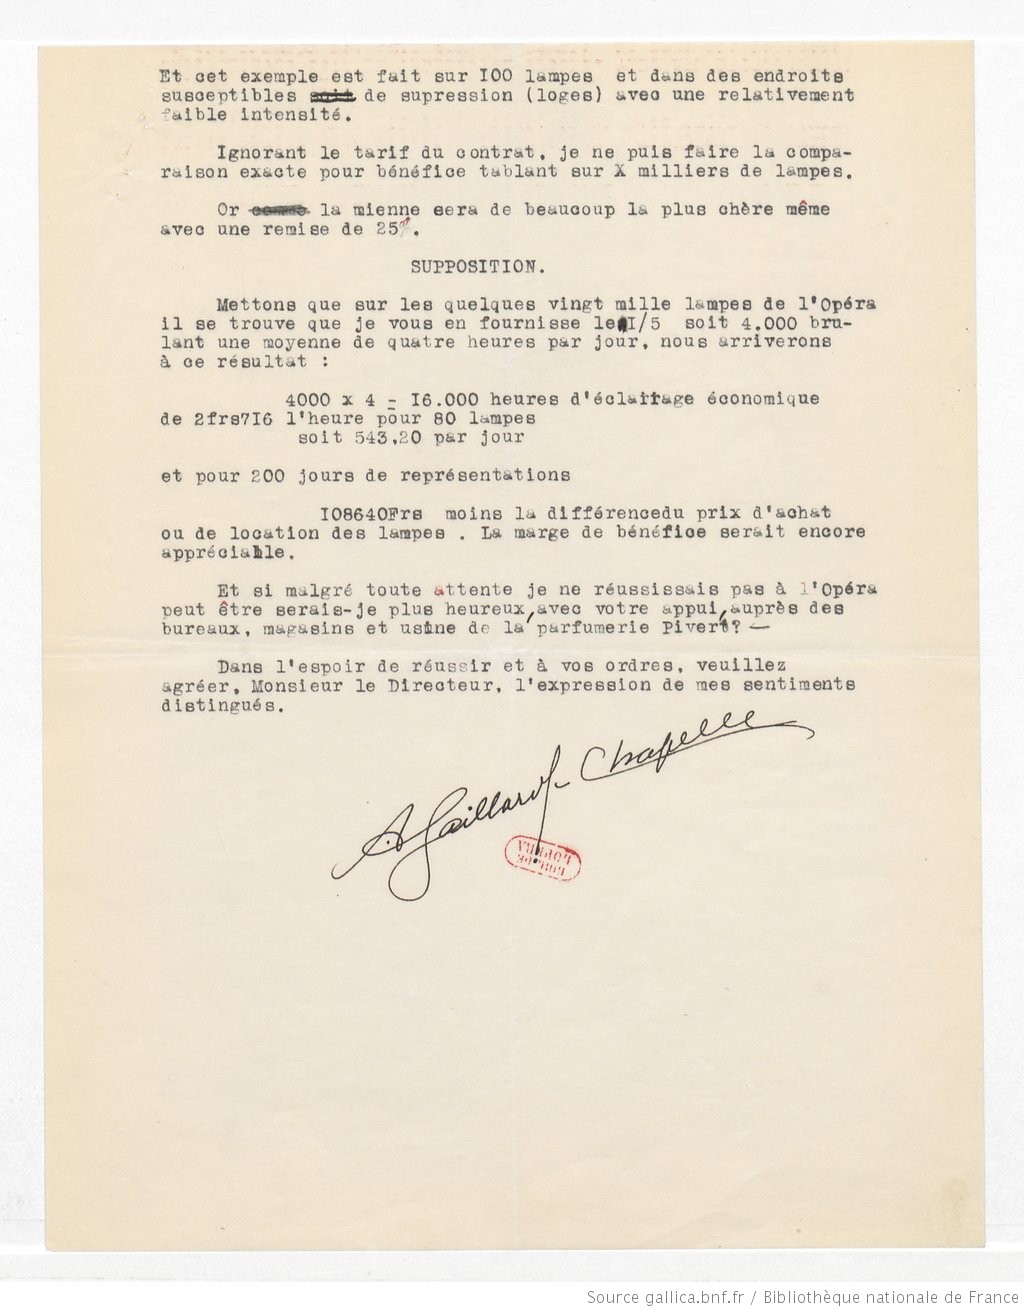 Et cet exemple est fait sur I00 lampes et dans des endroits
susceptibles soit de supression (loges) avec une relativement
faible intensité.
Ignorant le tarif du contrat, je ne puis faire la compa-
raison exacte pour bénéfice tablant sur X milliers de lampes.
Or la mienne sera de beaucoup la plus chère même
avec une remise de 25%.
SUPPOSITION.
Mettons que sur les quelques vingt mille lampes de l'Opéra
il se trouve que je vous en fournisse le I/5 soit 4.000 bru-
lant une moyenne de quatre heures par jour, nous arriverons
à ce résultat :
4000 x 4 = I6.000 heures d'éclairage économique
de 2frs7I6 l'heure pour 80 lampes
soit 543,20 par jour
et pour 200 jours de représentations
I08640Frs moins la différencedu prix d'achat
ou de location des lampes . La marge de bénéfice serait encore
appréciable.
Et si malgré toute attente je ne réussissais pas à l'Opéra
peut être serais-je plus heureux, avec votre appui, auprès des
bureaux, magasins et usine de la parfumerie Pivert? —
Dans l'espoir de réussir et à vos ordres, veuillez
agréer, Monsieur le Directeur, l'expression de mes sentiments
distingués.
A. Gaillard-Chapelle
BIBL. DE
L'OPÉRA
Source gallica.bnf.fr / Bibliothèque nationale de France